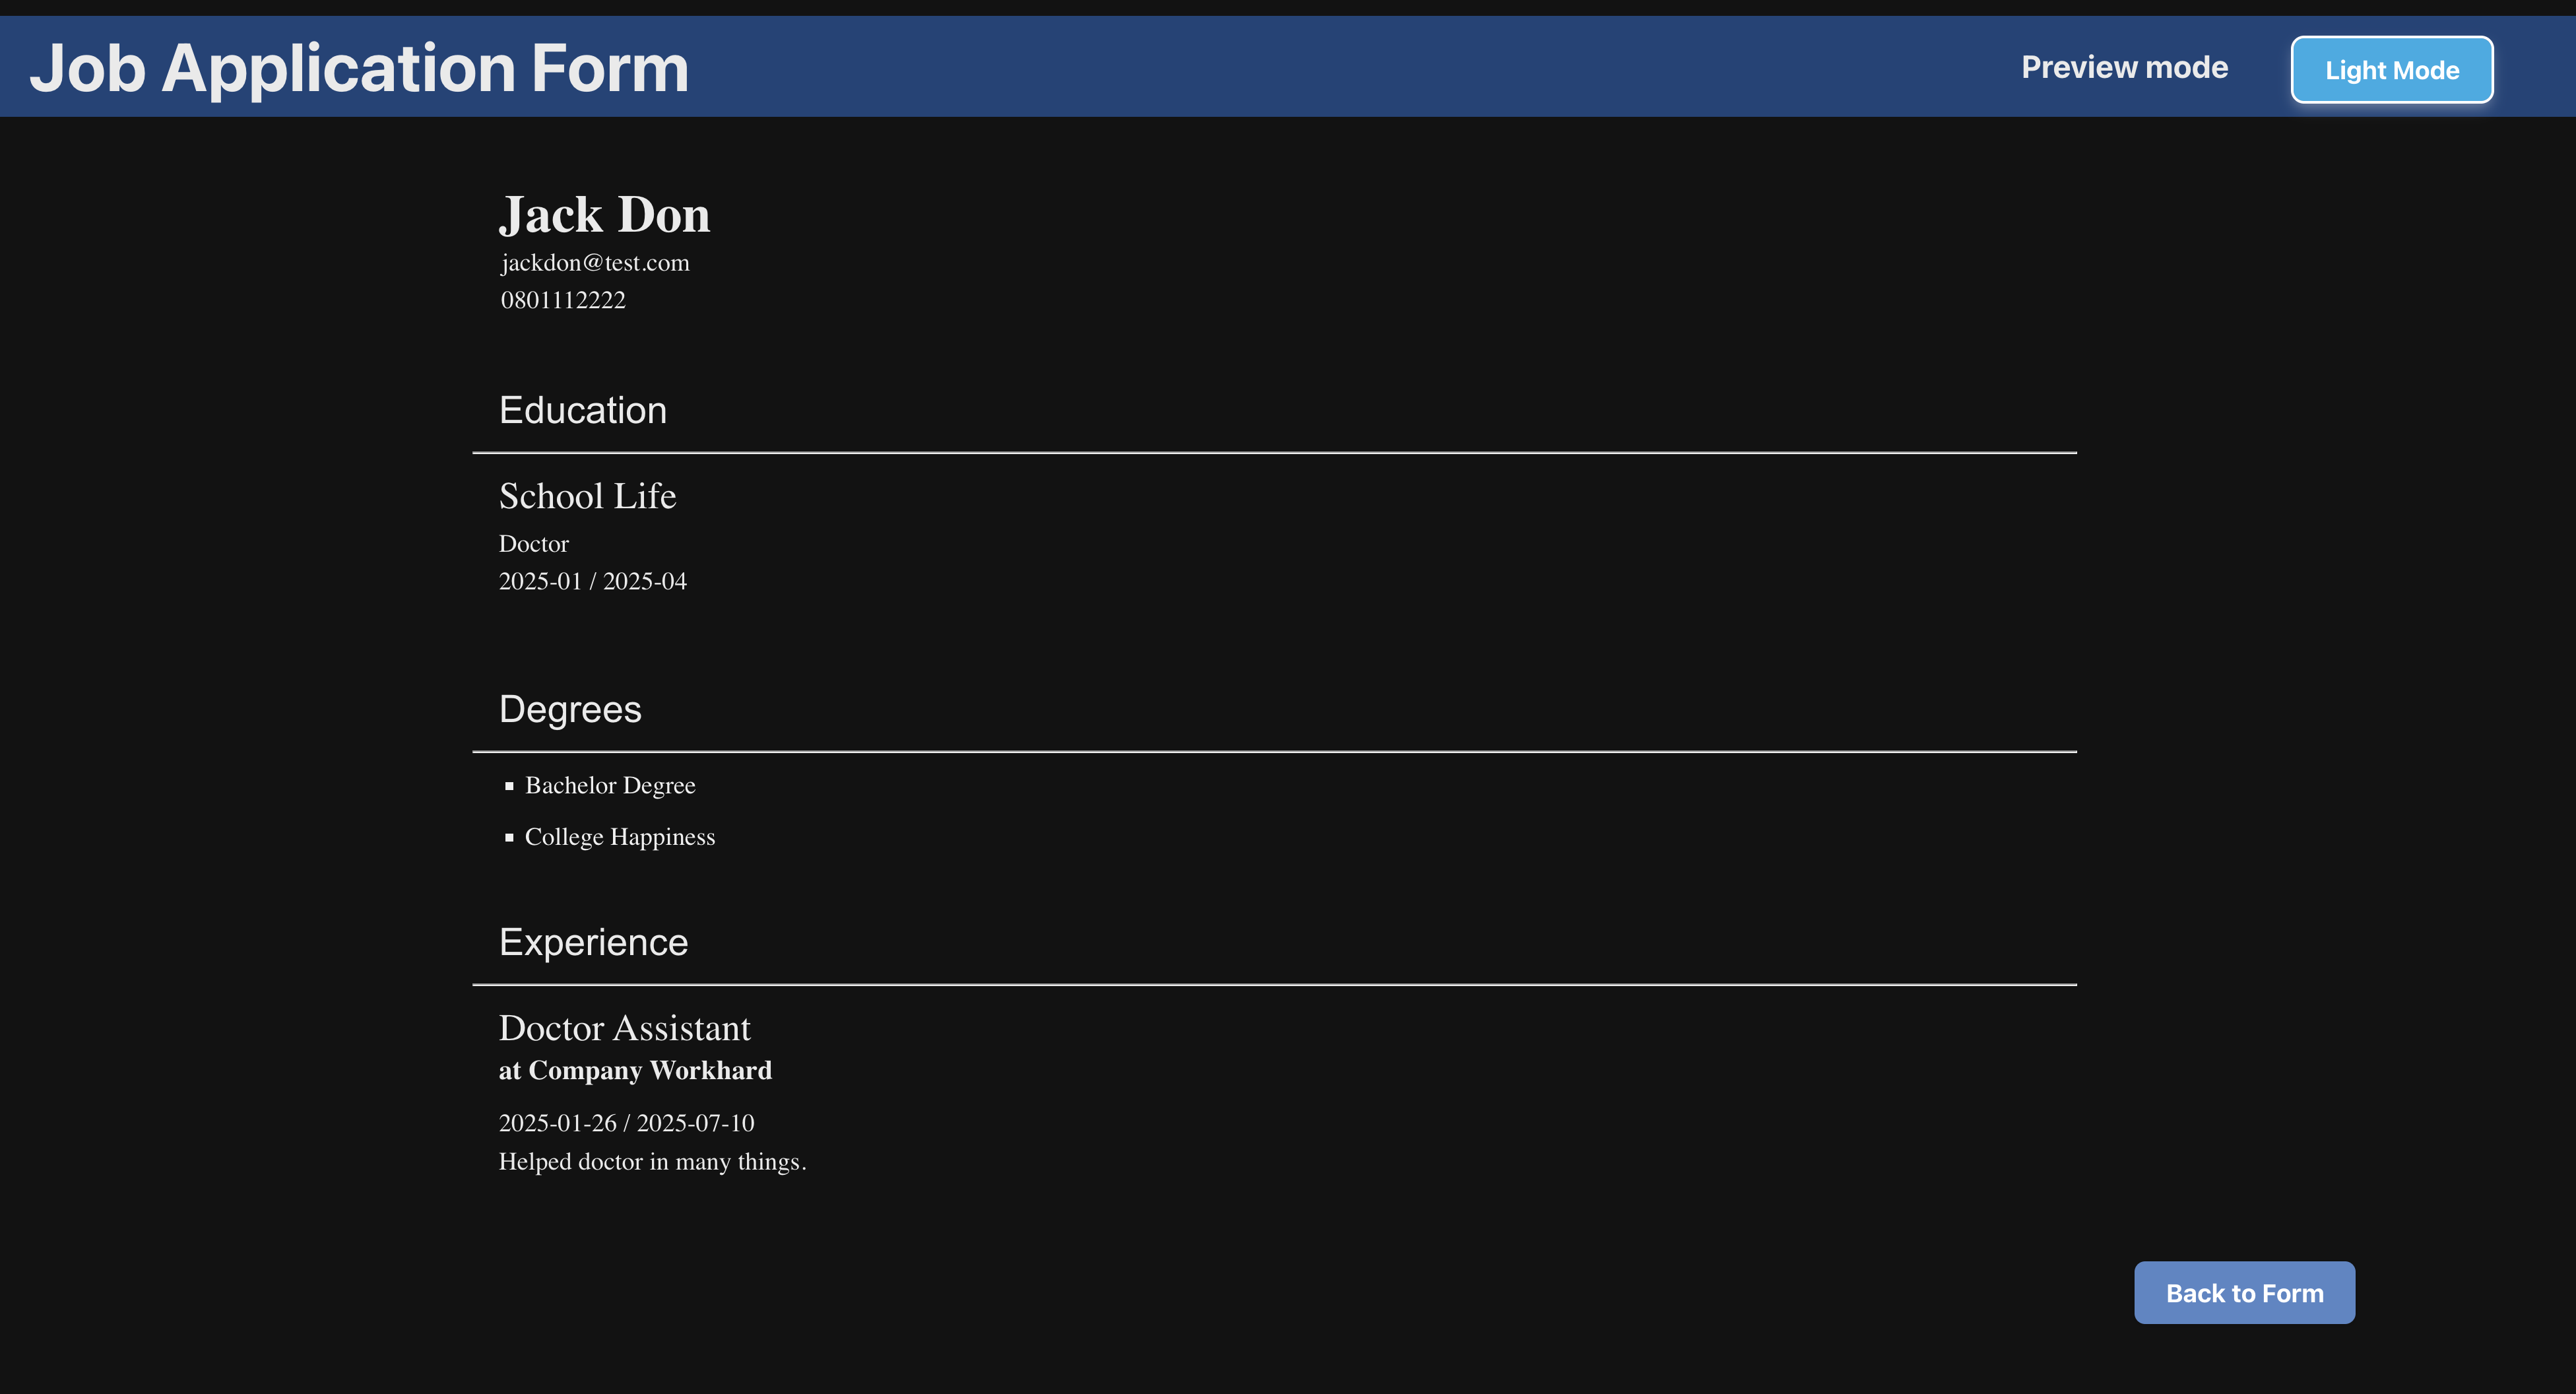 Job Application Form
Preview mode
Light Mode
Jack Don
jackdon@test.com
0801112222
Education
School Life
Doctor
2025-01 / 2025-04
Degrees
Bachelor Degree
College Happiness
Experience
Doctor Assistant
at Company Workhard
2025-01-26 / 2025-07-10
Helped doctor in many things.
Back to Form